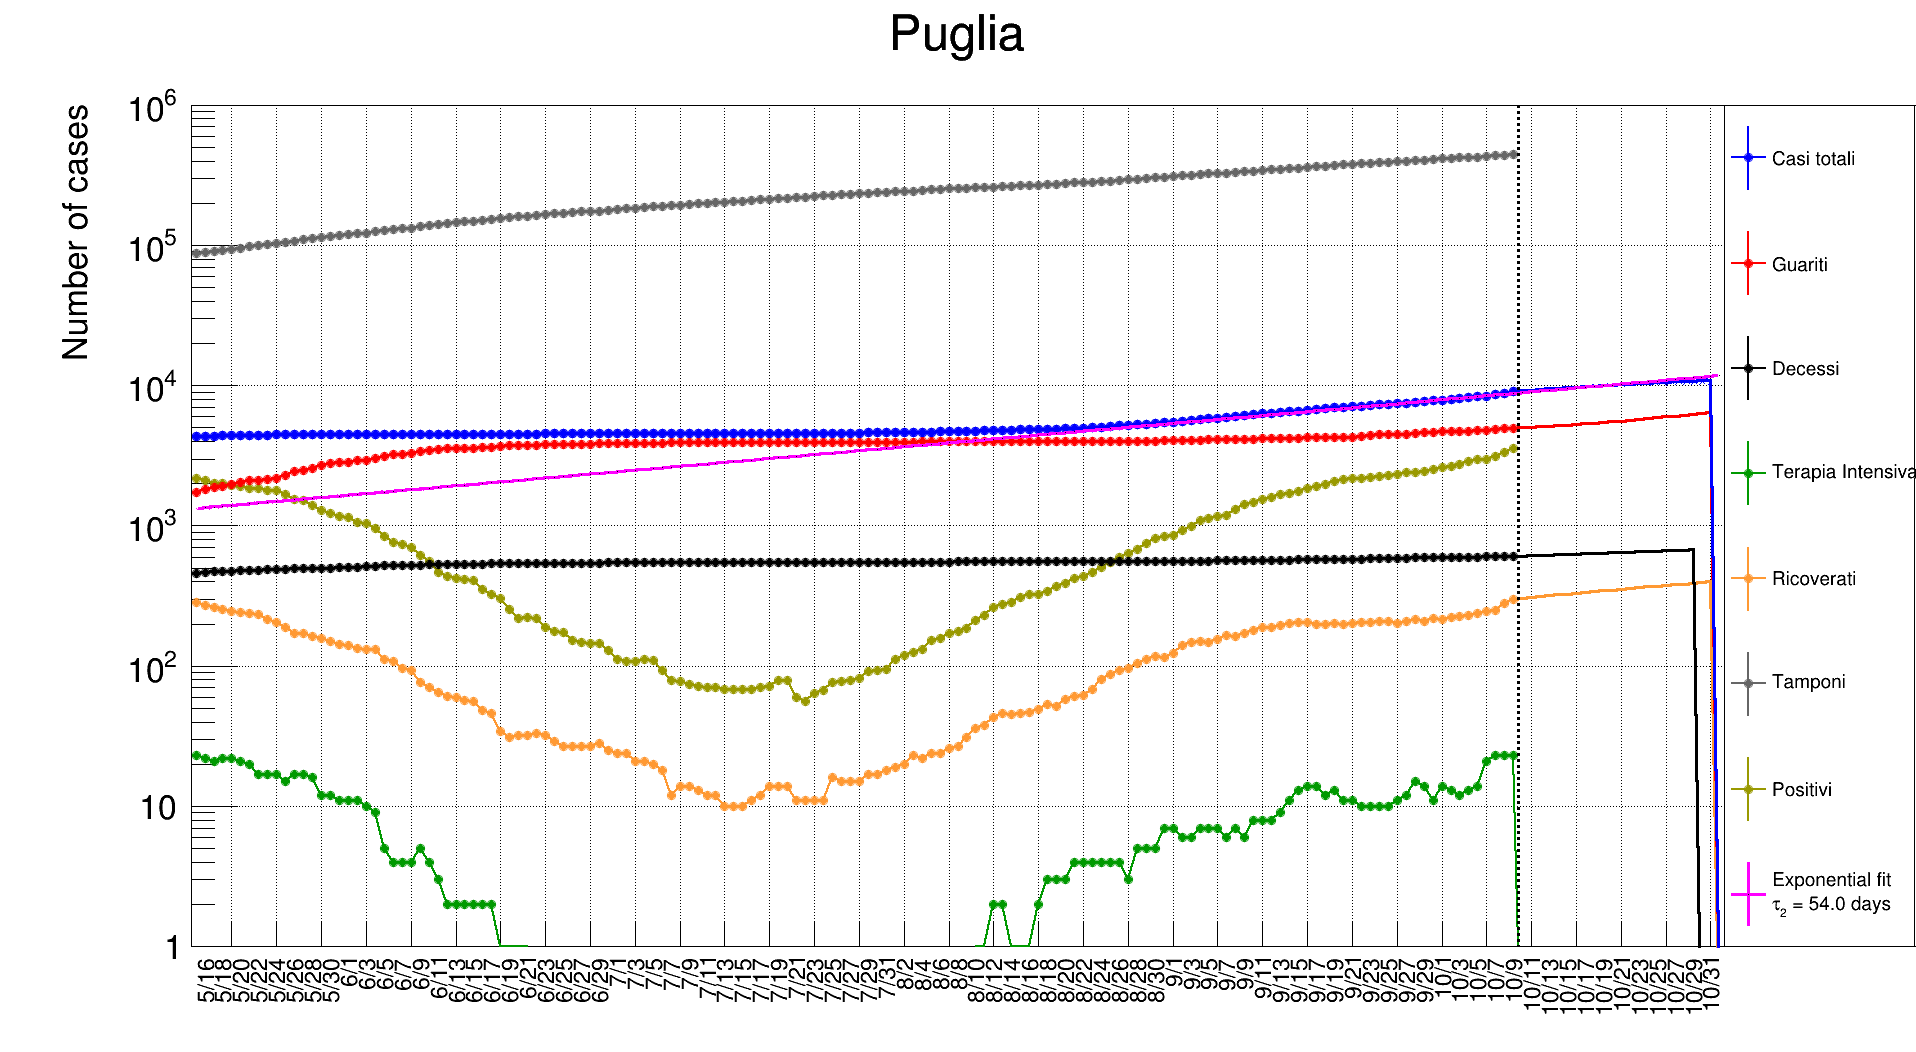 Puglia
Number of cases
10^6
10^5
10^4
10^3
10^2
10
1
5/16 5/18 5/20 5/22 5/24 5/26 5/28 5/30 6/1 6/3 6/5 6/7 6/9 6/11 6/13 6/15 6/17 6/19 6/21 6/23 6/25 6/27 6/29 7/1 7/3 7/5 7/7 7/9 7/11 7/13 7/15 7/17 7/19 7/21 7/23 7/25 7/27 7/29 7/31 8/2 8/4 8/6 8/8 8/10 8/12 8/14 8/16 8/18 8/20 8/22 8/24 8/26 8/28 8/30 9/1 9/3 9/5 9/7 9/9 9/11 9/13 9/15 9/17 9/19 9/21 9/23 9/25 9/27 9/29 10/1 10/3 10/5 10/7 10/9 10/11 10/13 10/15 10/17 10/19 10/21 10/23 10/25 10/27 10/29 10/31
Casi totali
Guariti
Decessi
Terapia Intensiva
Ricoverati
Tamponi
Positivi
Exponential fit
τ₂ = 54.0 days